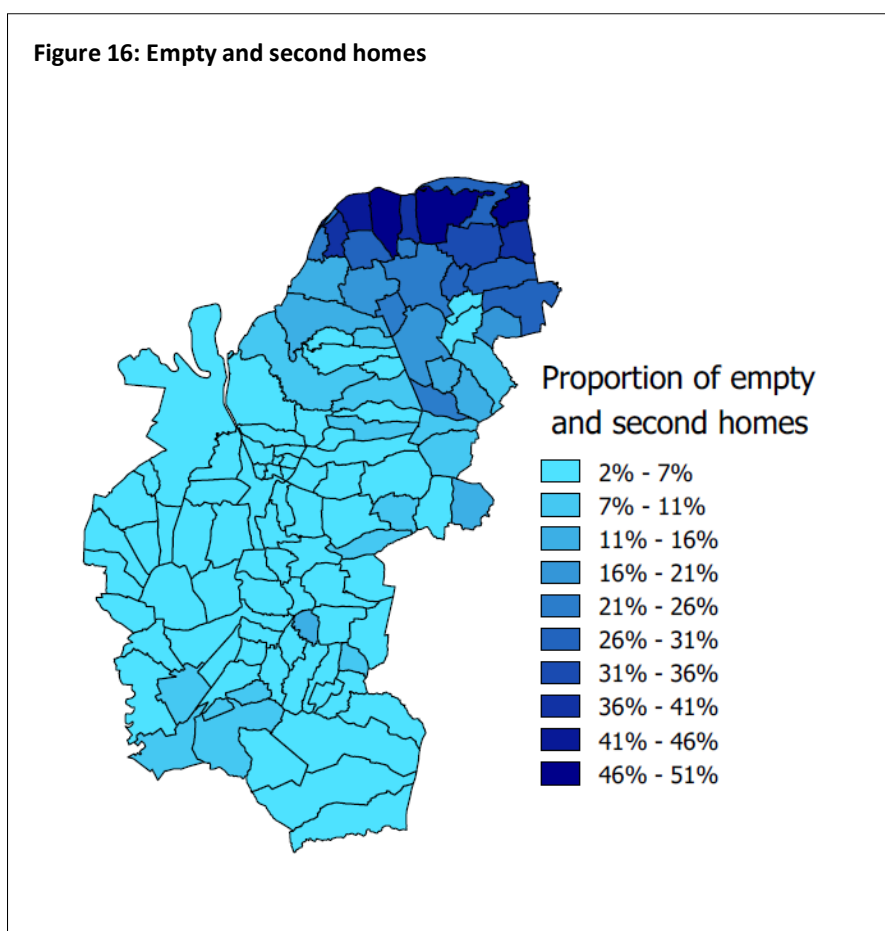 Figure 16: Empty and second homes
Proportion of empty
and second homes
2% - 7%
7% - 11%
11% - 16%
16% - 21%
21% - 26%
26% - 31%
31% - 36%
36% - 41%
41% - 46%
46% - 51%